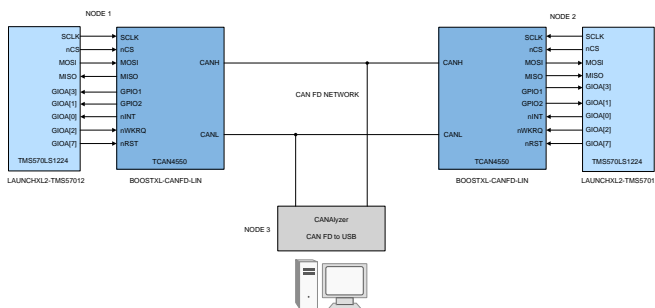 NODE 1
NODE 2
SCLK
SCLK
SCLK
SCLK
nCS
nCS
nCS
nCS
MOSI
MOSI
CANH
CANH
MOSI
MOSI
MISO
MISO
MISO
MISO
GIOA[3]
GPIO1
GPIO1
GIOA[3]
CAN FD NETWORK
GIOA[1]
GPIO2
GPIO2
GIOA[1]
GIOA[0]
nINT
nINT
GIOA[0]
GIOA[2]
nWKRQ
CANL
CANL
nWKRQ
GIOA[2]
GIOA[7]
nRST
nRST
GIOA[7]
TMS570LS1224
TCAN4550
TCAN4550
TMS570LS1224
LAUNCHXL2-TMS57012
BOOSTXL-CANFD-LIN
BOOSTXL-CANFD-LIN
LAUNCHXL2-TMS5701
CANAlyzer
NODE 3
CAN FD to USB